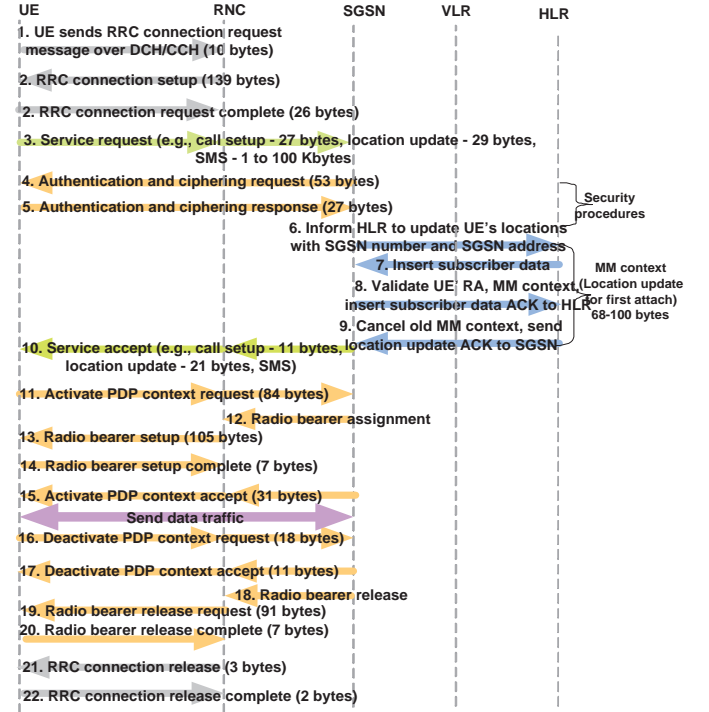 UE RNC SGSN VLR HLR
1. UE sends RRC connection request
message over DCH/CCH (10 bytes)
2. RRC connection setup (139 bytes)
2. RRC connection request complete (26 bytes)
3. Service request (e.g., call setup - 27 bytes, location update - 29 bytes,
SMS - 1 to 100 Kbytes
4. Authentication and ciphering request (53 bytes)
5. Authentication and ciphering response (27 bytes)
Security
procedures
6. Inform HLR to update UE's locations
with SGSN number and SGSN address
7. Insert subscriber data
8. Validate UE' RA, MM context,
insert subscriber data ACK to HLR
9. Cancel old MM context, send
location update ACK to SGSN
MM context
(Location update
for first attach)
68-100 bytes
10. Service accept (e.g., call setup - 11 bytes,
location update - 21 bytes, SMS)
11. Activate PDP context request (84 bytes)
12. Radio bearer assignment
13. Radio bearer setup (105 bytes)
14. Radio bearer setup complete (7 bytes)
15. Activate PDP context accept (31 bytes)
Send data traffic
16. Deactivate PDP context request (18 bytes)
17. Deactivate PDP context accept (11 bytes)
18. Radio bearer release
19. Radio bearer release request (91 bytes)
20. Radio bearer release complete (7 bytes)
21. RRC connection release (3 bytes)
22. RRC connection release complete (2 bytes)